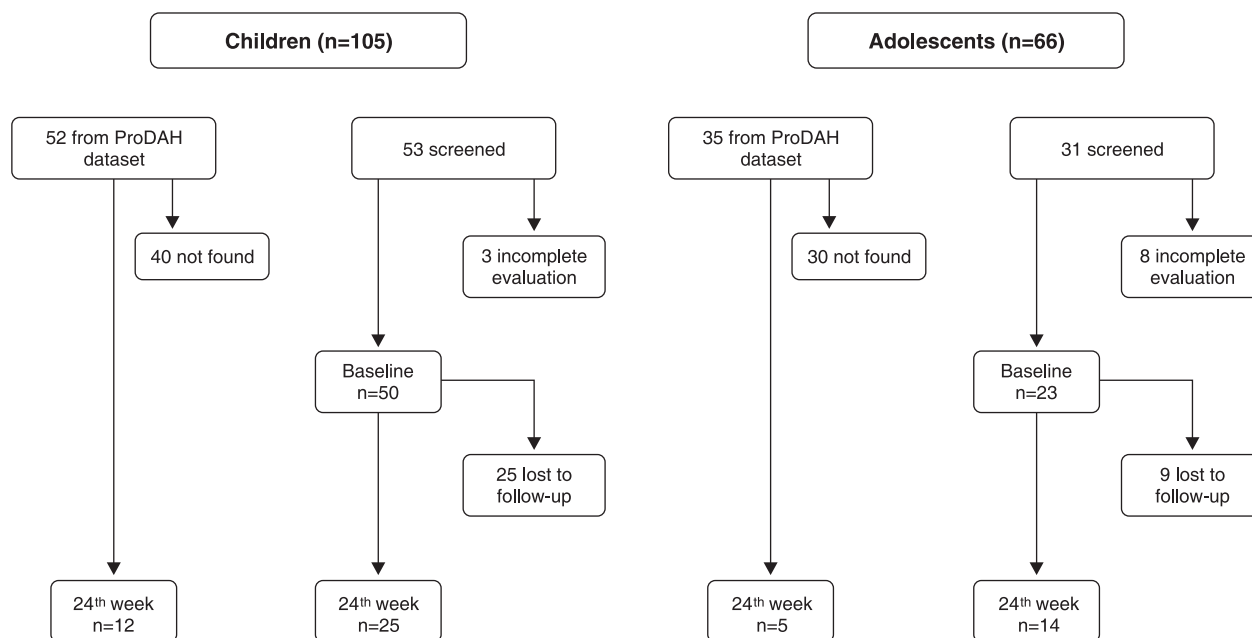 Children (n=105)
Adolescents (n=66)
52 from ProDAH
dataset
53 screened
35 from ProDAH
dataset
31 screened
40 not found
3 incomplete
evaluation
30 not found
8 incomplete
evaluation
Baseline
n=50
Baseline
n=23
25 lost to
follow-up
9 lost to
follow-up
24th week
n=12
24th week
n=25
24th week
n=5
24th week
n=14